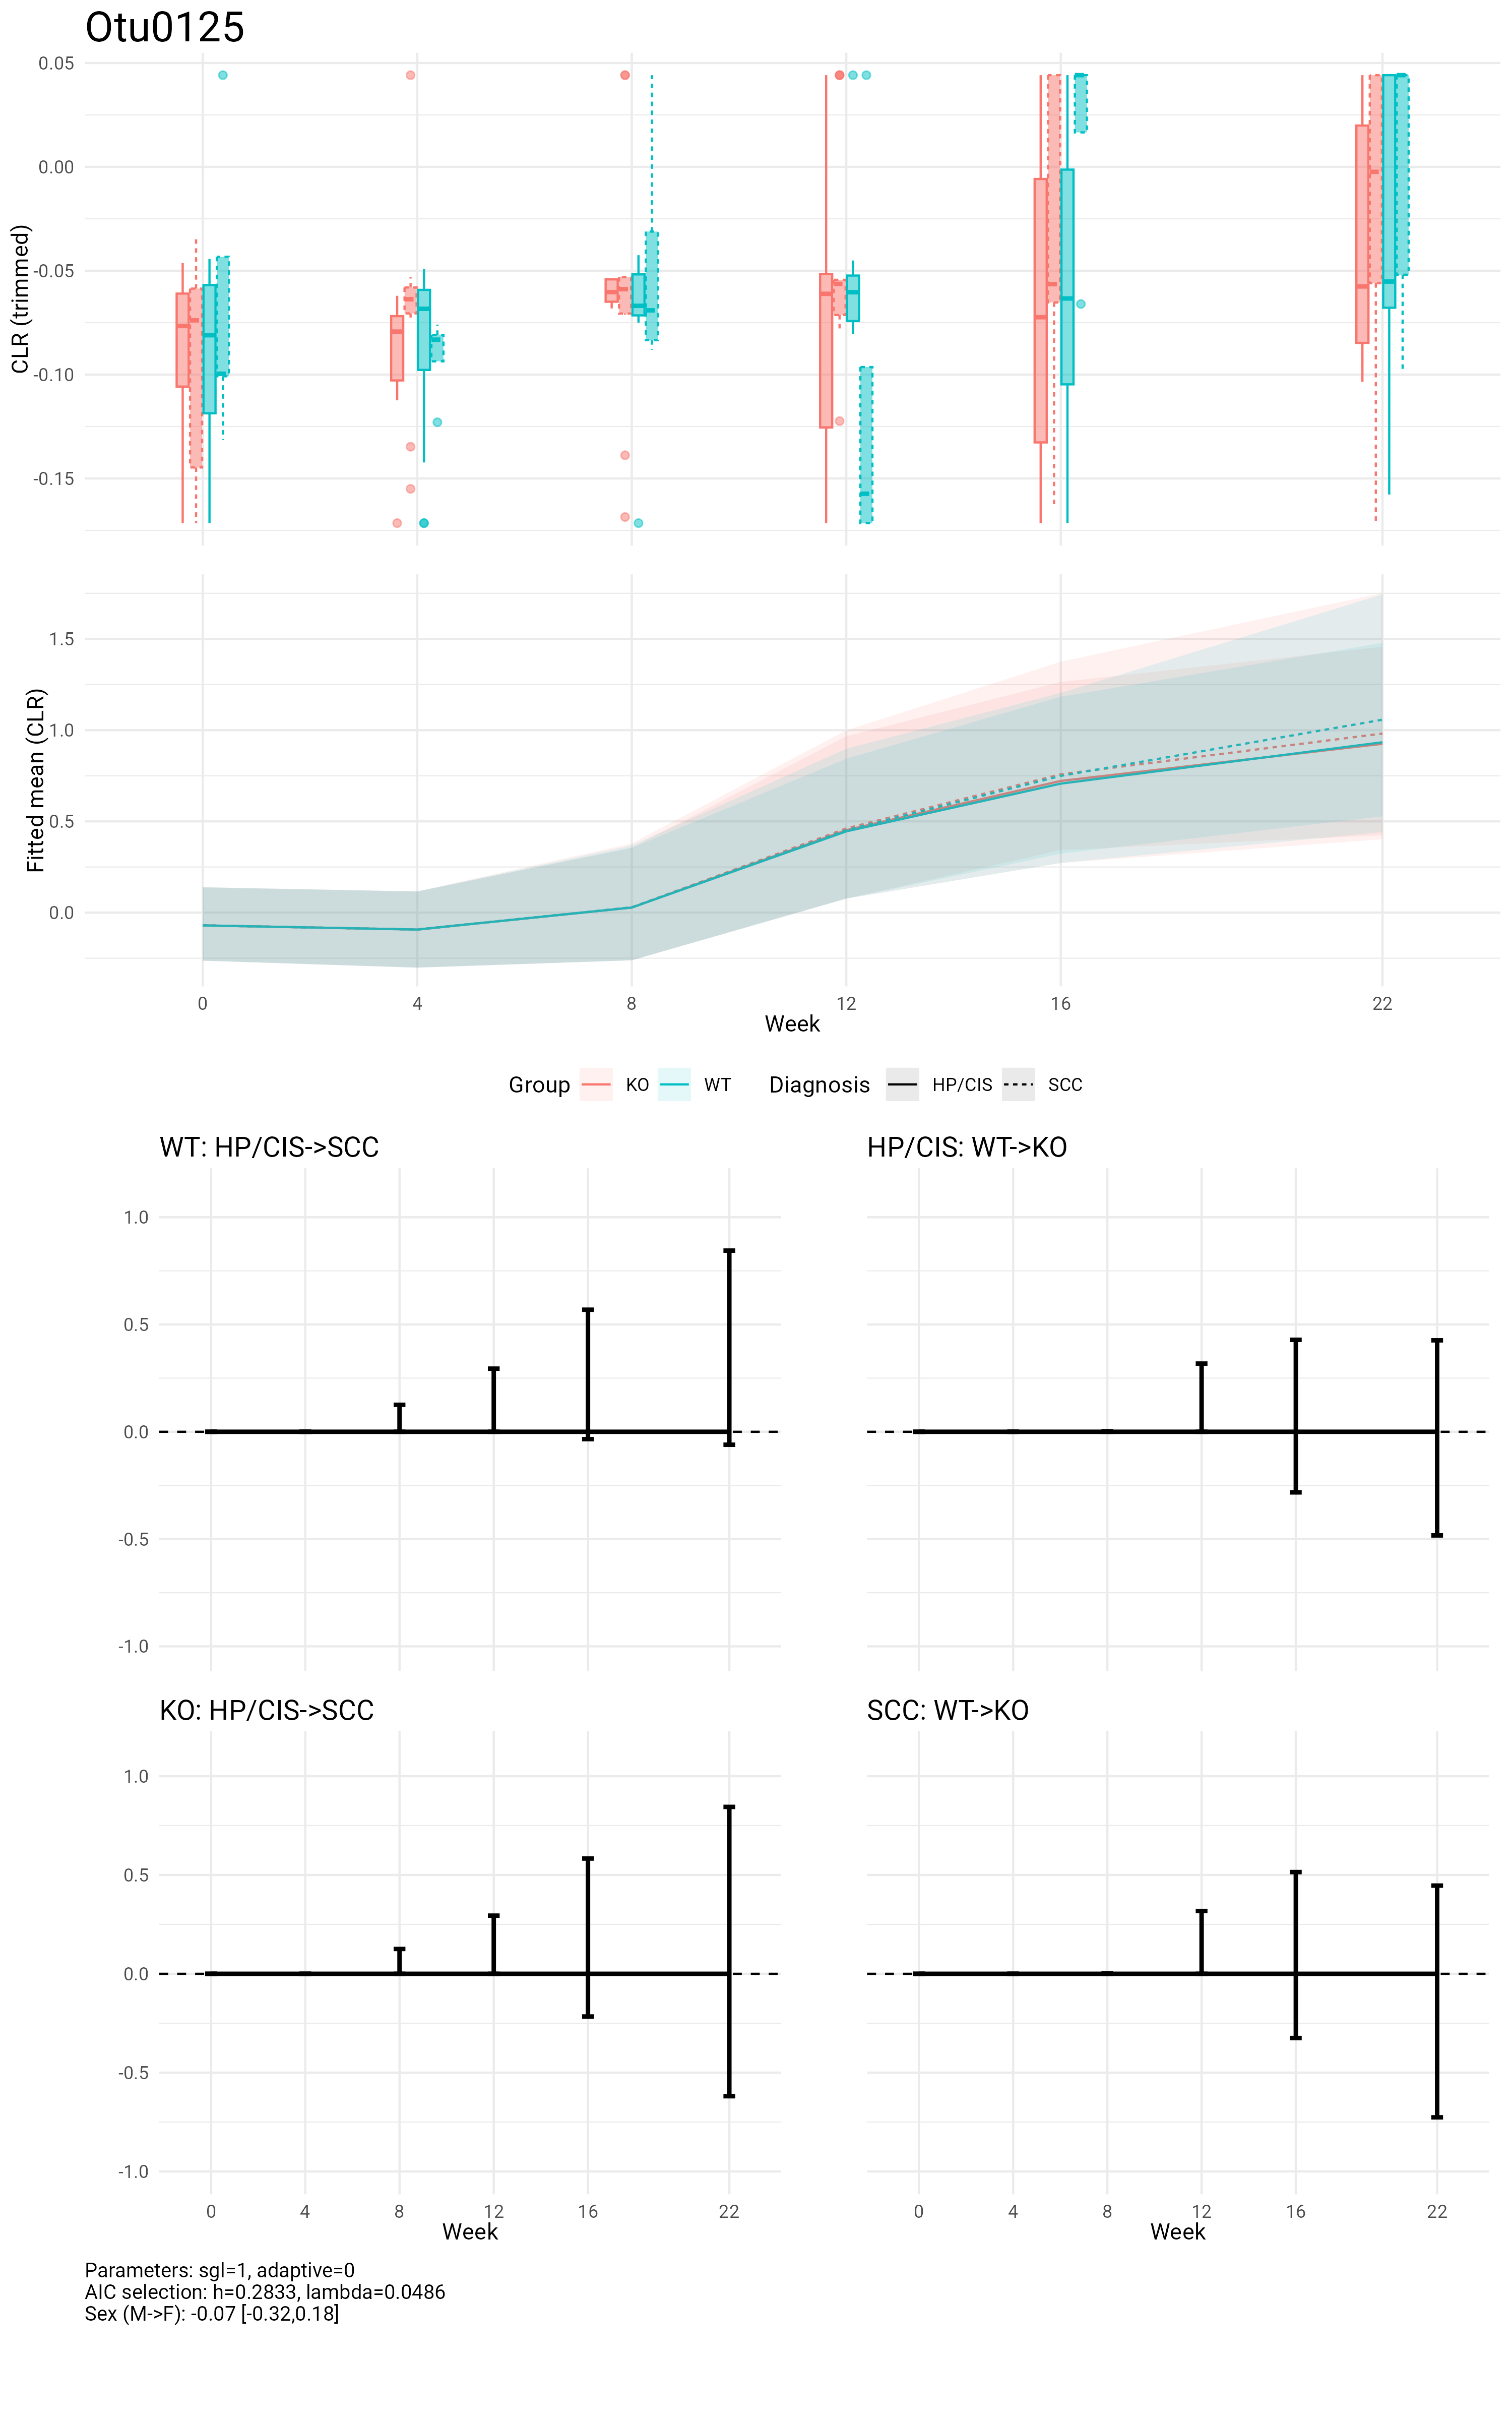 Otu0125
CLR (trimmed)
0.05
0.00
-0.05
-0.10
-0.15
Fitted mean (CLR)
1.5
1.0
0.5
0.0
0 4 8 12 16 22
Week
Group KO WT Diagnosis HP/CIS SCC
WT: HP/CIS->SCC
1.0
0.5
0.0
-0.5
-1.0
HP/CIS: WT->KO
KO: HP/CIS->SCC
1.0
0.5
0.0
-0.5
-1.0
0 4 8 12 16 22
Week
SCC: WT->KO
0 4 8 12 16 22
Week
Parameters: sgl=1, adaptive=0
AIC selection: h=0.2833, lambda=0.0486
Sex (M->F): -0.07 [-0.32,0.18]